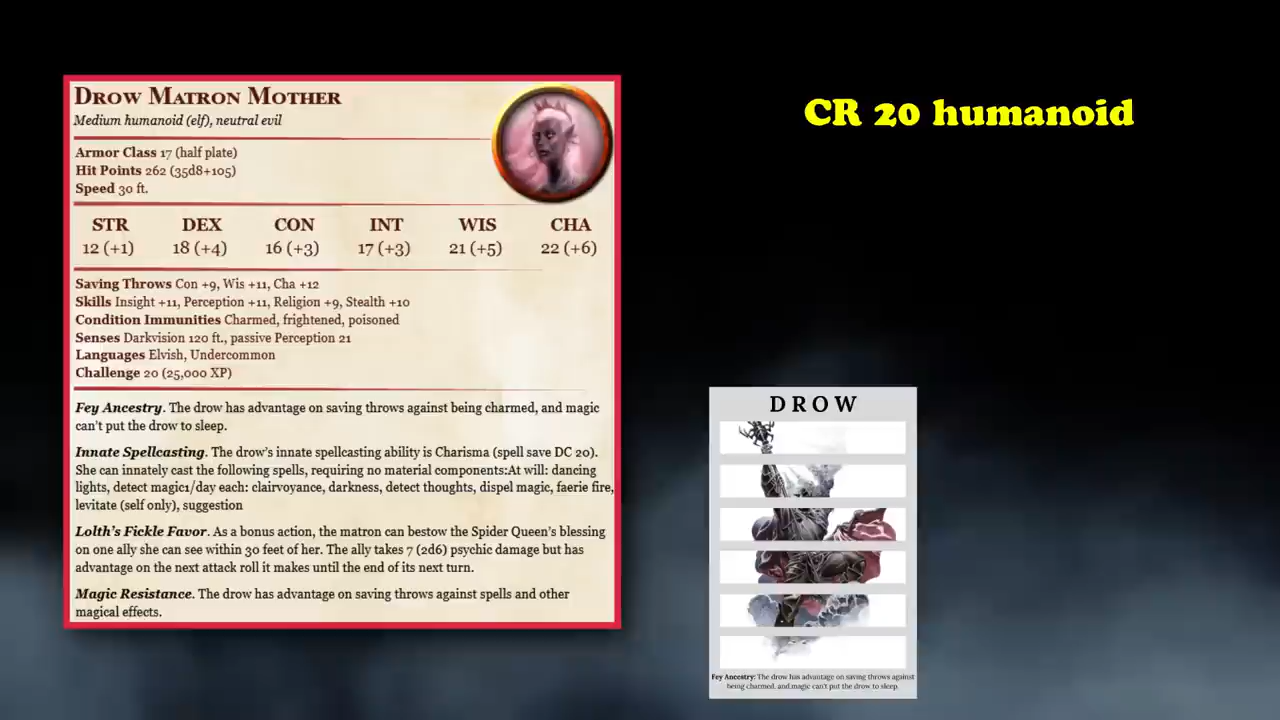 Drow Matron Mother
Medium humanoid (elf), neutral evil
Armor Class 17 (half plate)
Hit Points 262 (35d8+105)
Speed 30 ft.
STR DEX CON INT WIS CHA
12 (+1) 18 (+4) 16 (+3) 17 (+3) 21 (+5) 22 (+6)
Saving Throws Con +9, Wis +11, Cha +12
Skills Insight +11, Perception +11, Religion +9, Stealth +10
Condition Immunities Charmed, frightened, poisoned
Senses Darkvision 120 ft., passive Perception 21
Languages Elvish, Undercommon
Challenge 20 (25,000 XP)
Fey Ancestry. The drow has advantage on saving throws against being charmed, and magic
can't put the drow to sleep.
Innate Spellcasting. The drow's innate spellcasting ability is Charisma (spell save DC 20).
She can innately cast the following spells, requiring no material components:At will: dancing
lights, detect magic1/day each: clairvoyance, darkness, detect thoughts, dispel magic, faerie fire,
levitate (self only), suggestion
Lolth's Fickle Favor. As a bonus action, the matron can bestow the Spider Queen's blessing
on one ally she can see within 30 feet of her. The ally takes 7 (2d6) psychic damage but has
advantage on the next attack roll it makes until the end of its next turn.
Magic Resistance. The drow has advantage on saving throws against spells and other
magical effects.
CR 20 humanoid
DROW
Fey Ancestry: The drow has advantage on saving throws against
being charmed, and magic can't put the drow to sleep.